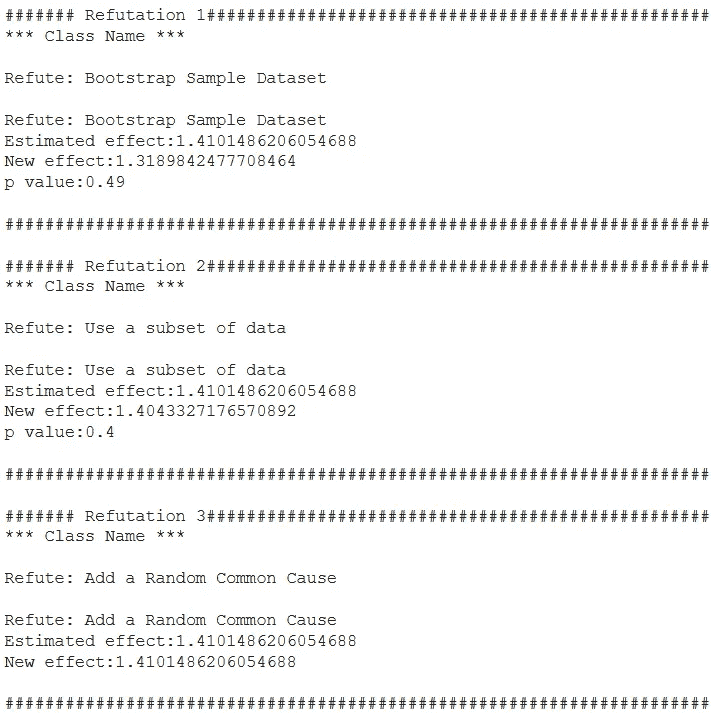 ####### Refutation 1##################################################
*** Class Name ***
Refute: Bootstrap Sample Dataset
Refute: Bootstrap Sample Dataset
Estimated effect:1.4101486206054688
New effect:1.3189842477708464
p value:0.49
######################################################################
####### Refutation 2##################################################
*** Class Name ***
Refute: Use a subset of data
Refute: Use a subset of data
Estimated effect:1.4101486206054688
New effect:1.4043327176570892
p value:0.4
######################################################################
####### Refutation 3##################################################
*** Class Name ***
Refute: Add a Random Common Cause
Refute: Add a Random Common Cause
Estimated effect:1.4101486206054688
New effect:1.4101486206054688
######################################################################